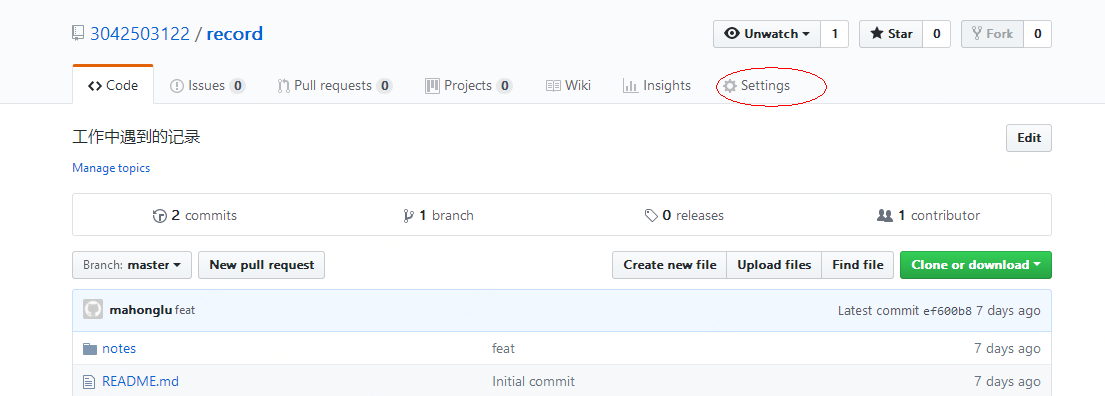 3042503122 / record Unwatch 1 Star 0 Fork 0
Code Issues 0 Pull requests 0 Projects 0 Wiki Insights Settings
工作中遇到的记录 Edit
Manage topics
2 commits 1 branch 0 releases 1 contributor
Branch: master New pull request Create new file Upload files Find file Clone or download
mahonglu feat Latest commit ef600b8 7 days ago
notes feat 7 days ago
README.md Initial commit 7 days ago